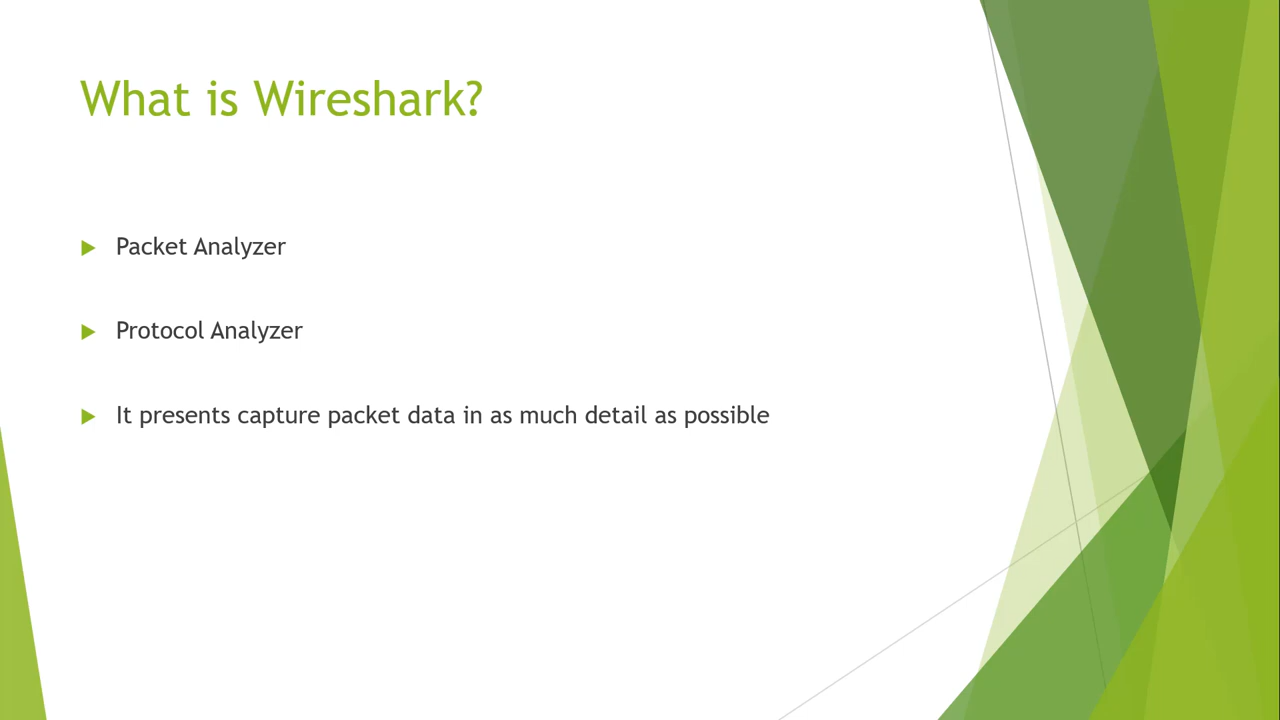 What is Wireshark?
Packet Analyzer
Protocol Analyzer
It presents capture packet data in as much detail as possible